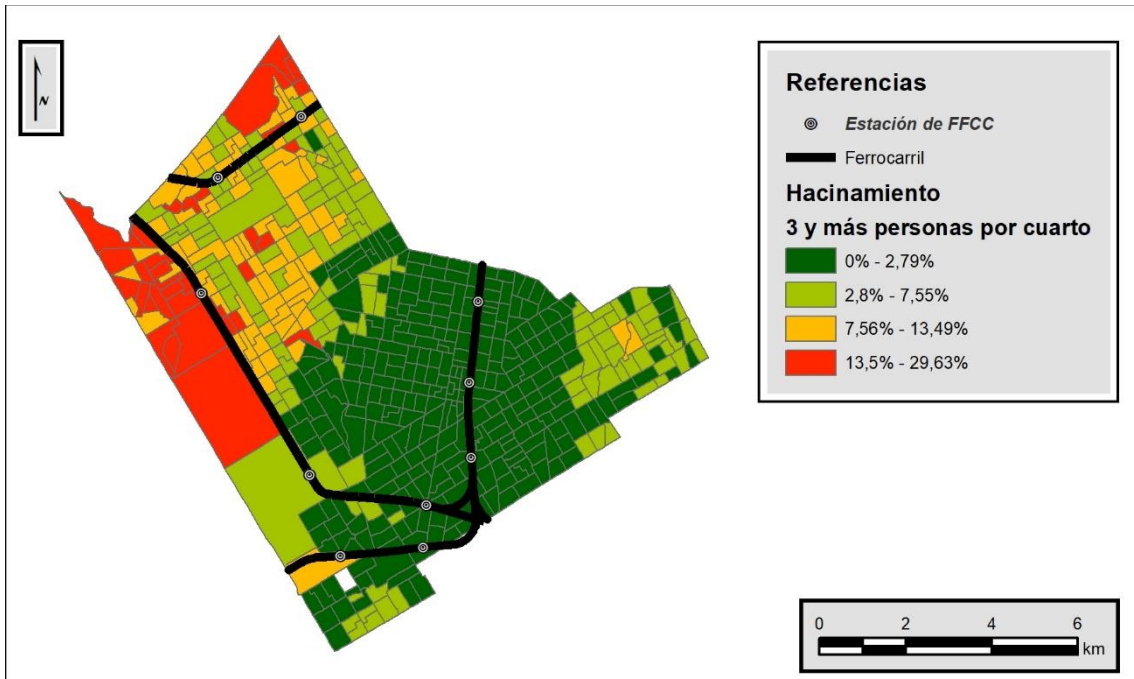 N
Referencias
Estación de FFCC
Ferrocarril
Hacinamiento
3 y más personas por cuarto
0% - 2,79%
2,8% - 7,55%
7,56% - 13,49%
13,5% - 29,63%
0 2 4 6
km